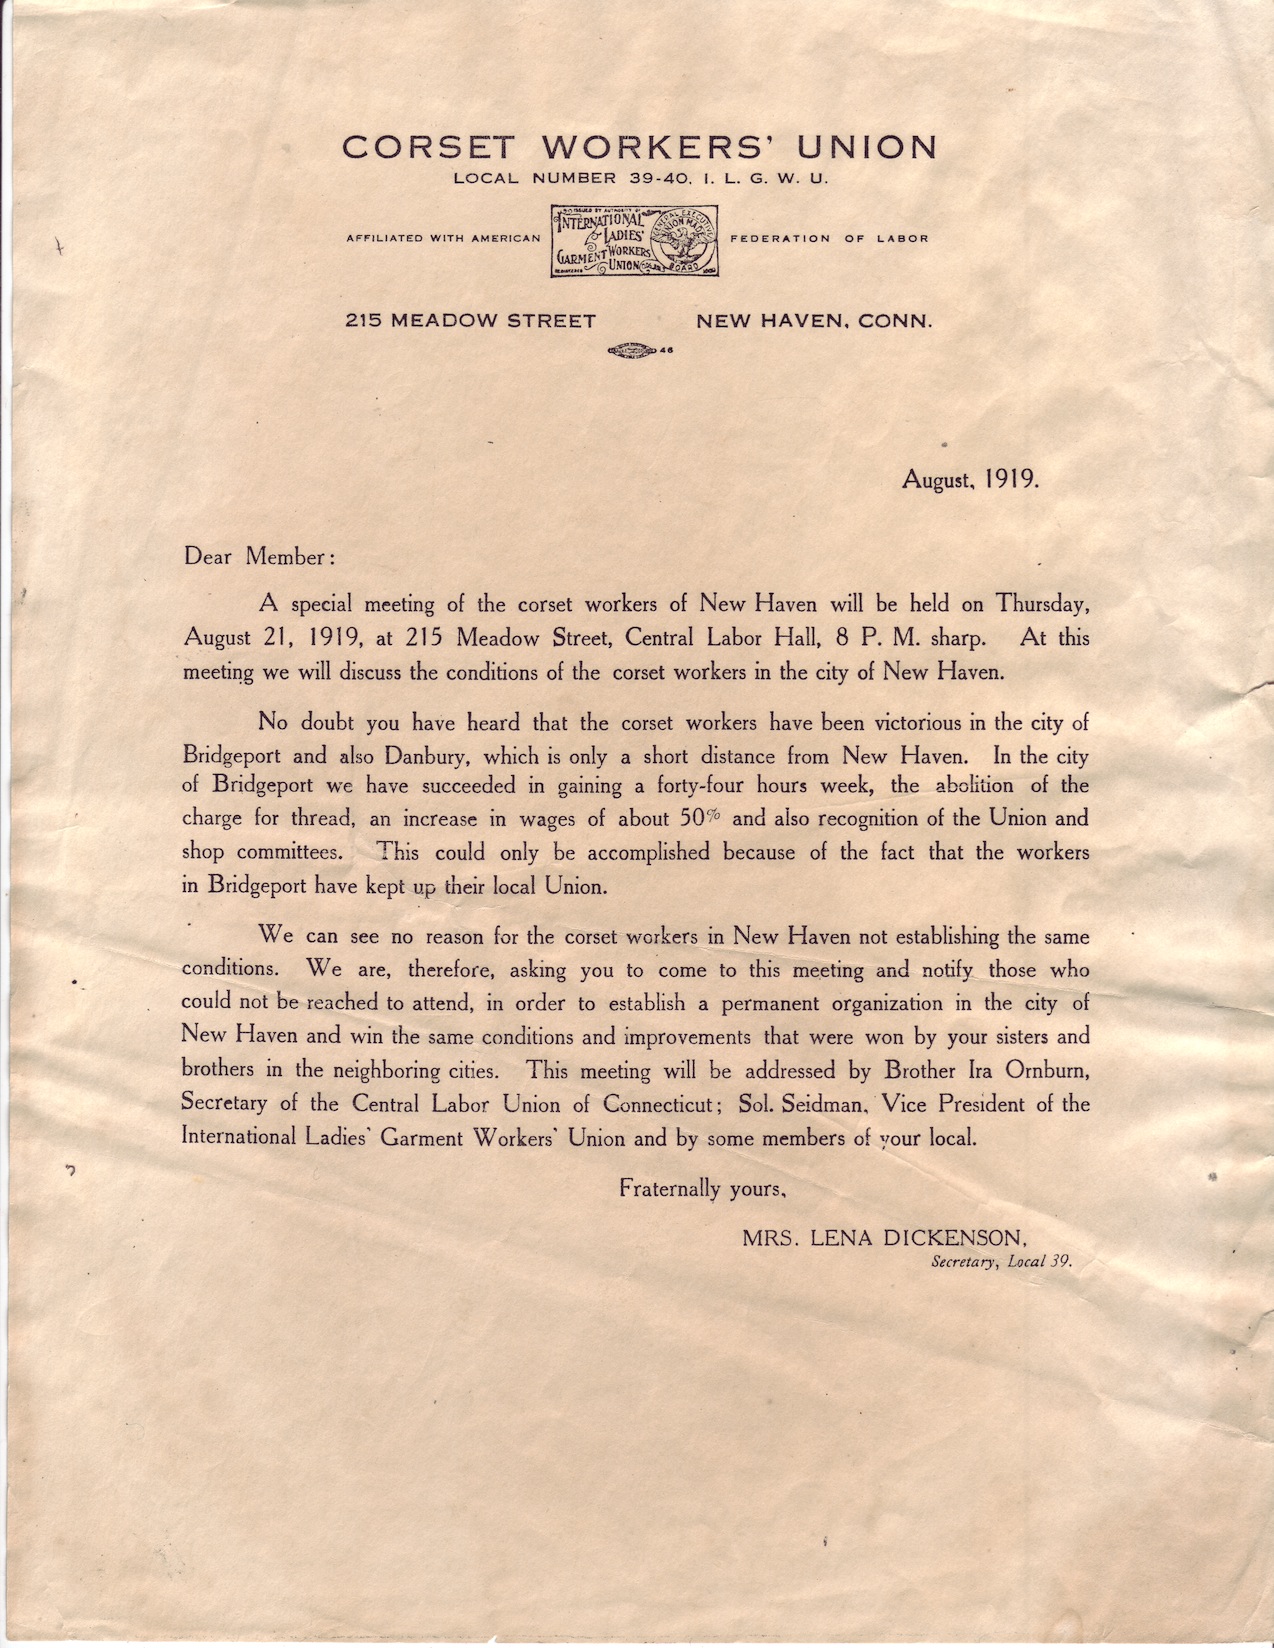 CORSET WORKERS' UNION
LOCAL NUMBER 39-40, I. L. G. W. U.
AFFILIATED WITH AMERICAN
ISSUED BY AUTHORITY OF
INTERNATIONAL
LADIES'
GARMENT WORKERS
UNION
GENERAL EXECUTIVE
UNION MADE
BOARD
FEDERATION OF LABOR
215 MEADOW STREET NEW HAVEN, CONN.
46
August, 1919.
Dear Member:
A special meeting of the corset workers of New Haven will be held on Thursday,
August 21, 1919, at 215 Meadow Street, Central Labor Hall, 8 P. M. sharp. At this
meeting we will discuss the conditions of the corset workers in the city of New Haven.
No doubt you have heard that the corset workers have been victorious in the city of
Bridgeport and also Danbury, which is only a short distance from New Haven. In the city
of Bridgeport we have succeeded in gaining a forty-four hours week, the abolition of the
charge for thread, an increase in wages of about 50% and also recognition of the Union and
shop committees. This could only be accomplished because of the fact that the workers
in Bridgeport have kept up their local Union.
We can see no reason for the corset workers in New Haven not establishing the same
conditions. We are, therefore, asking you to come to this meeting and notify those who
could not be reached to attend, in order to establish a permanent organization in the city of
New Haven and win the same conditions and improvements that were won by your sisters and
brothers in the neighboring cities. This meeting will be addressed by Brother Ira Ornburn,
Secretary of the Central Labor Union of Connecticut; Sol. Seidman, Vice President of the
International Ladies' Garment Workers' Union and by some members of your local.
Fraternally yours,
MRS. LENA DICKENSON,
Secretary, Local 39.